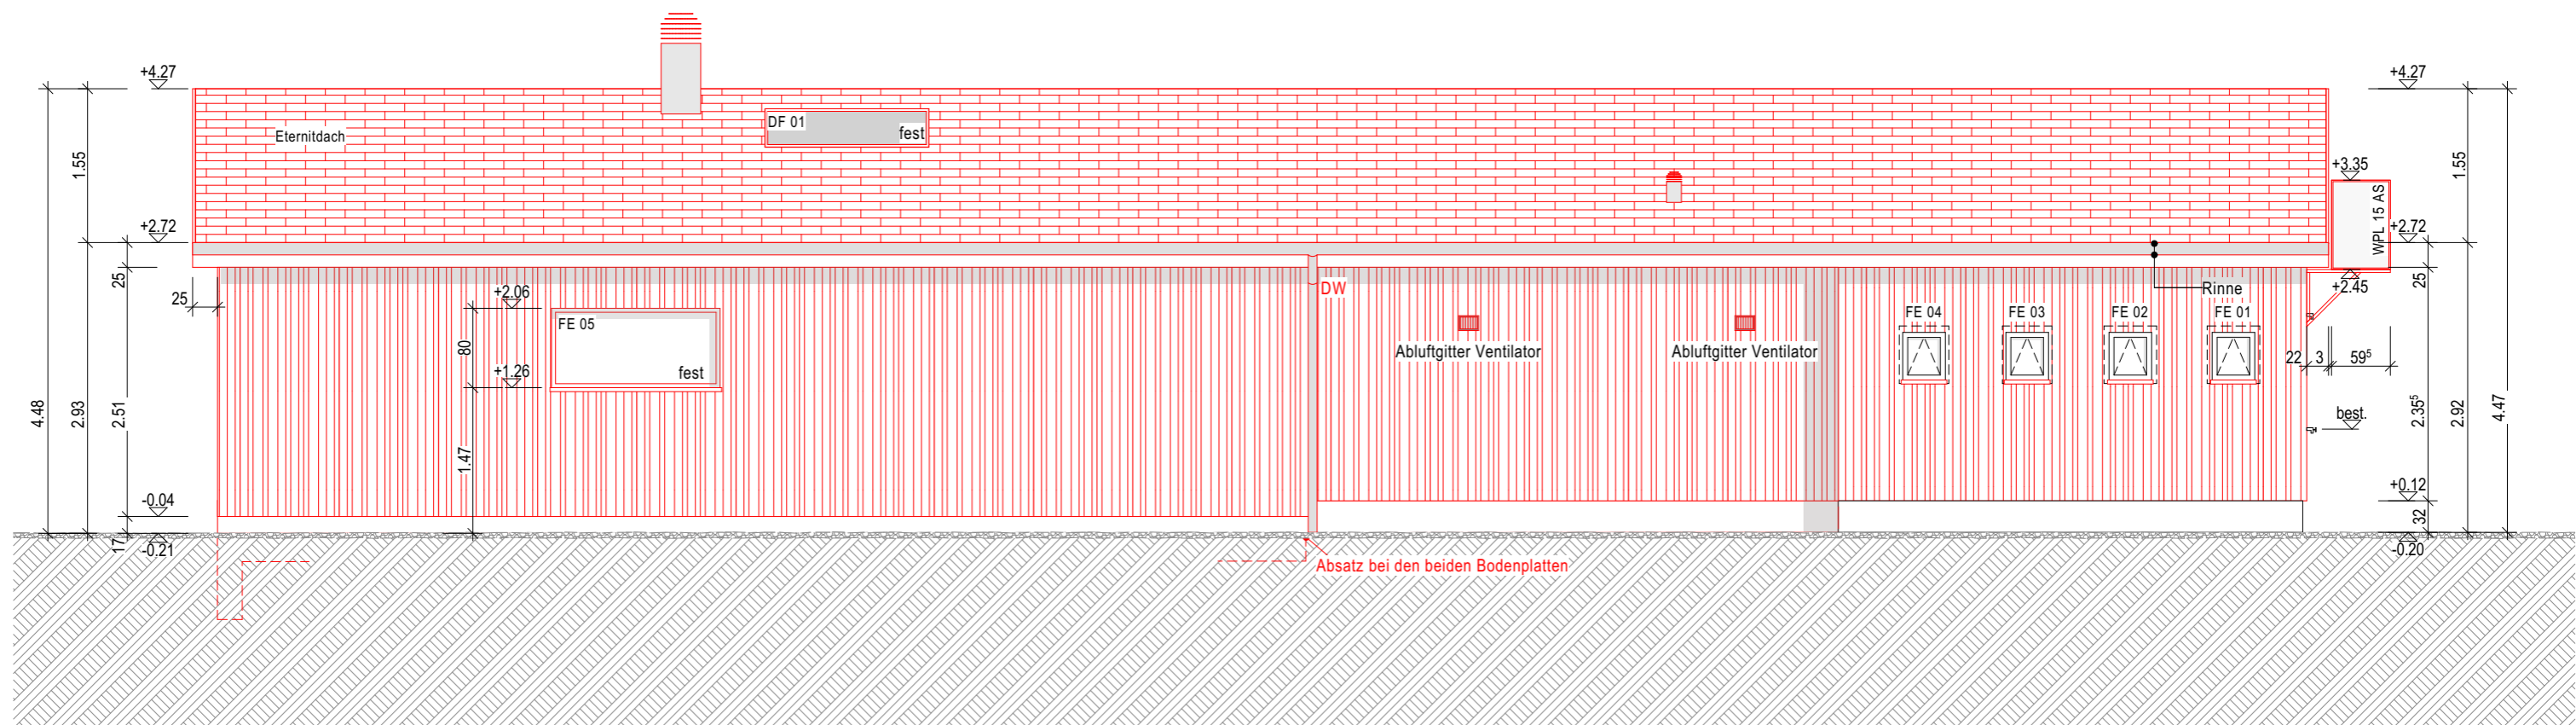 +4.27
+4.27
DF 01
fest
Eternitdach
1.55
1.55
+3.35
WPL 15 AS
+2.72
+2.72
25
25
+2.45
Rinne
25
+2.06
DW
FE 05
FE 04
FE 03
FE 02
FE 01
80
Abluftgitter Ventilator
Abluftgitter Ventilator
22
3
59⁵
+1.26
fest
4.48
2.93
2.51
2.35⁵
2.92
4.47
best.
1.47
-0.04
+0.12
32
17
-0.21
-0.20
Absatz bei den beiden Bodenplatten